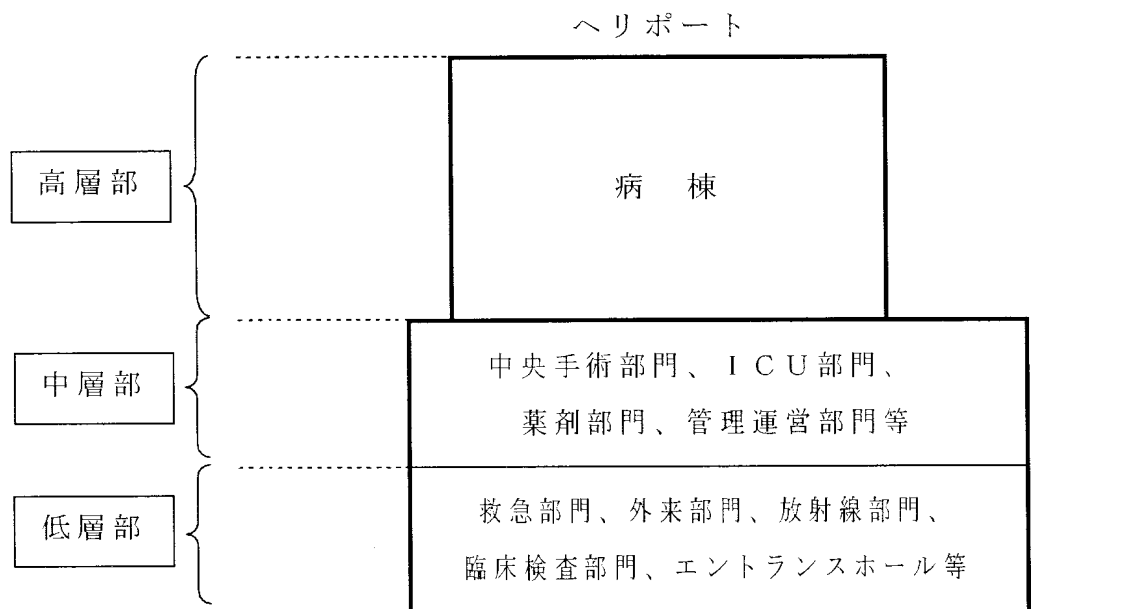 ヘリポート
高層部
病 棟
中層部
中央手術部門、ICU部門、
薬剤部門、管理運営部門等
低層部
救急部門、外来部門、放射線部門、
臨床検査部門、エントランスホール等